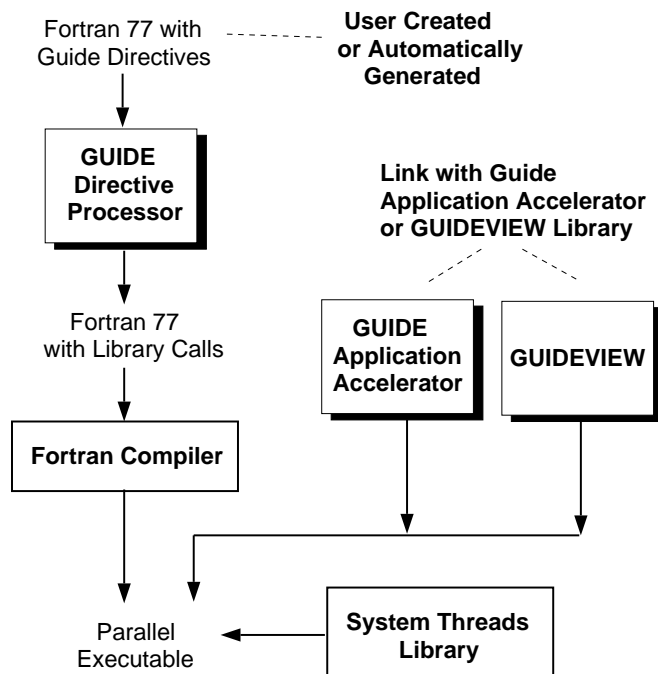 Fortran 77 with
Guide Directives
User Created
or Automatically
Generated
GUIDE
Directive
Processor
Link with Guide
Application Accelerator
or GUIDEVIEW Library
Fortran 77
with Library Calls
GUIDE
Application
Accelerator
GUIDEVIEW
Fortran Compiler
Parallel
Executable
System Threads
Library